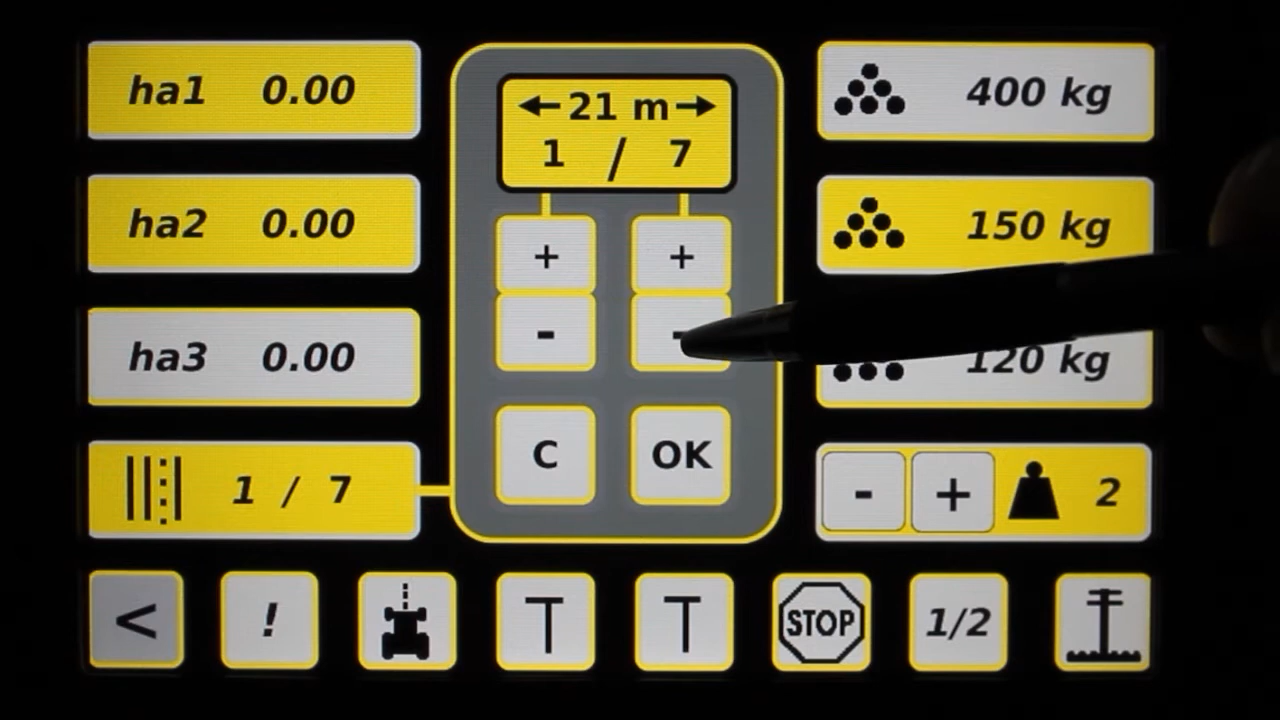 ha1 0.00
ha2 0.00
ha3 0.00
1 / 7
21 m
1 / 7
+ +
- -
C OK
400 kg
150 kg
120 kg
- + 2
< ! T T STOP 1/2